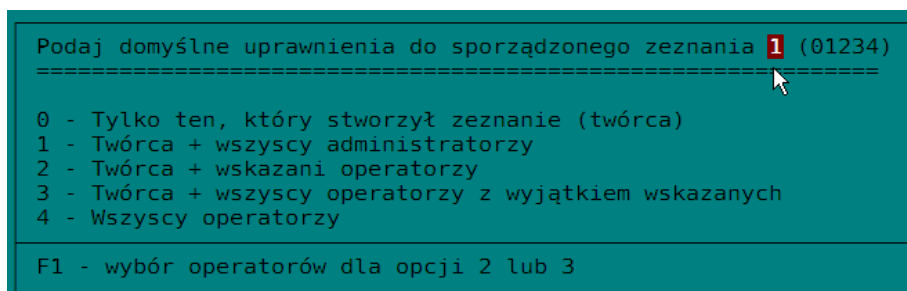 Podaj domyślne uprawnienia do sporządzonego zeznania 1 (01234)
=============================================================
0 - Tylko ten, który stworzył zeznanie (twórca)
1 - Twórca + wszyscy administratorzy
2 - Twórca + wskazani operatorzy
3 - Twórca + wszyscy operatorzy z wyjątkiem wskazanych
4 - Wszyscy operatorzy
F1 - wybór operatorów dla opcji 2 lub 3